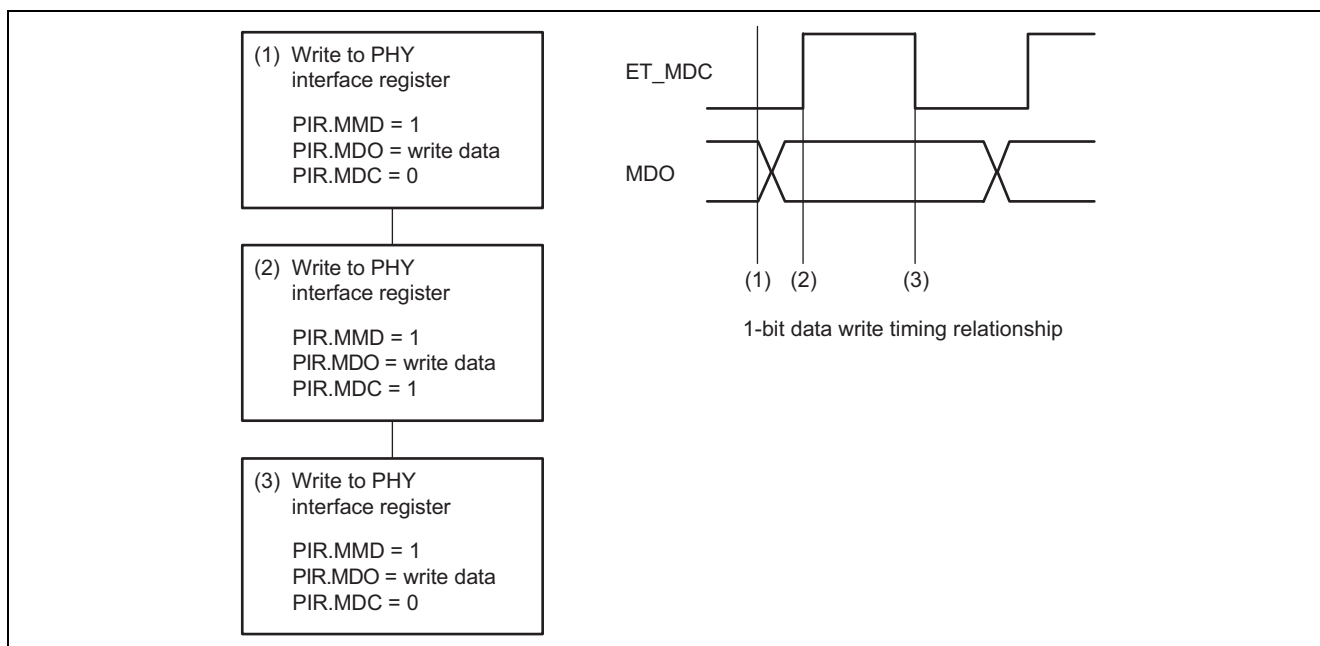 (1) Write to PHY
interface register
PIR.MMD = 1
PIR.MDO = write data
PIR.MDC = 0
(2) Write to PHY
interface register
PIR.MMD = 1
PIR.MDO = write data
PIR.MDC = 1
(3) Write to PHY
interface register
PIR.MMD = 1
PIR.MDO = write data
PIR.MDC = 0
ET_MDC
MDO
(1) (2) (3)
1-bit data write timing relationship